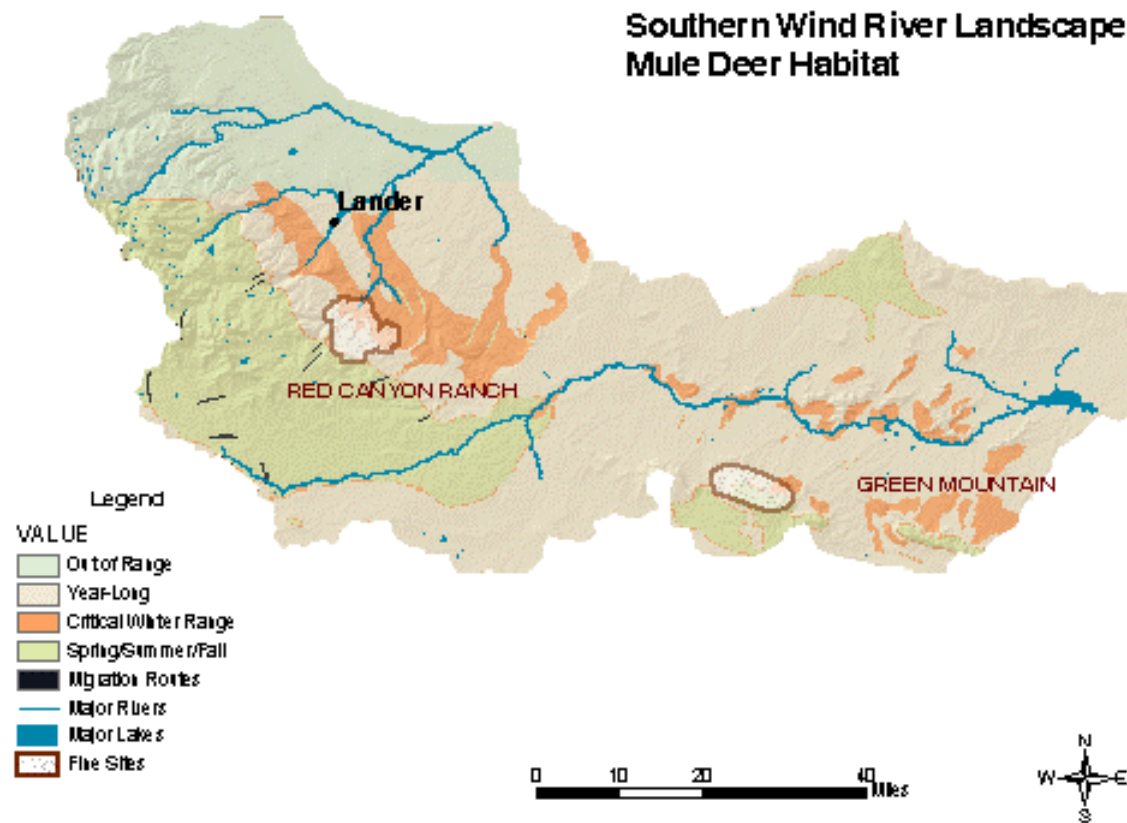 Southern Wind River Landscape
Mule Deer Habitat
Lander
RED CANYON RANCH
GREEN MOUNTAIN
Legend
VALUE
Out of Range
Year-Long
Critical Winter Range
Spring/Summer/Fall
Migration Routes
Major Rivers
Major Lakes
Fire Sites
0 10 20 40
Miles
N
W E
S